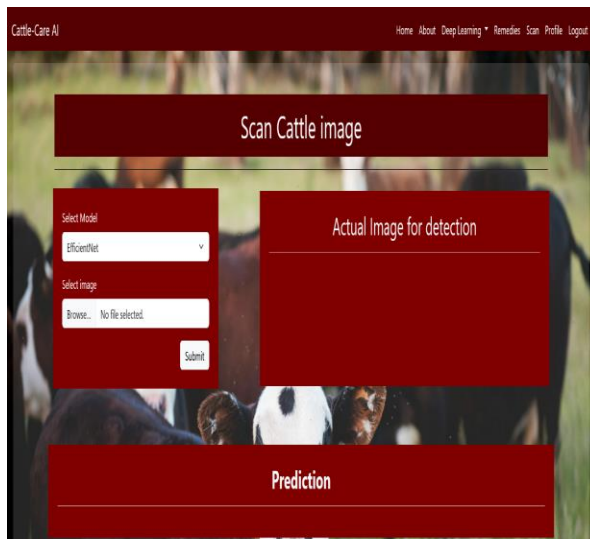 Cattle-Care AI
Home About Deep Learning Remedies Scan Profile Logout
Scan Cattle image
Select Model
EfficientNet
Select image
Browse... No file selected.
Submit
Actual Image for detection
Prediction